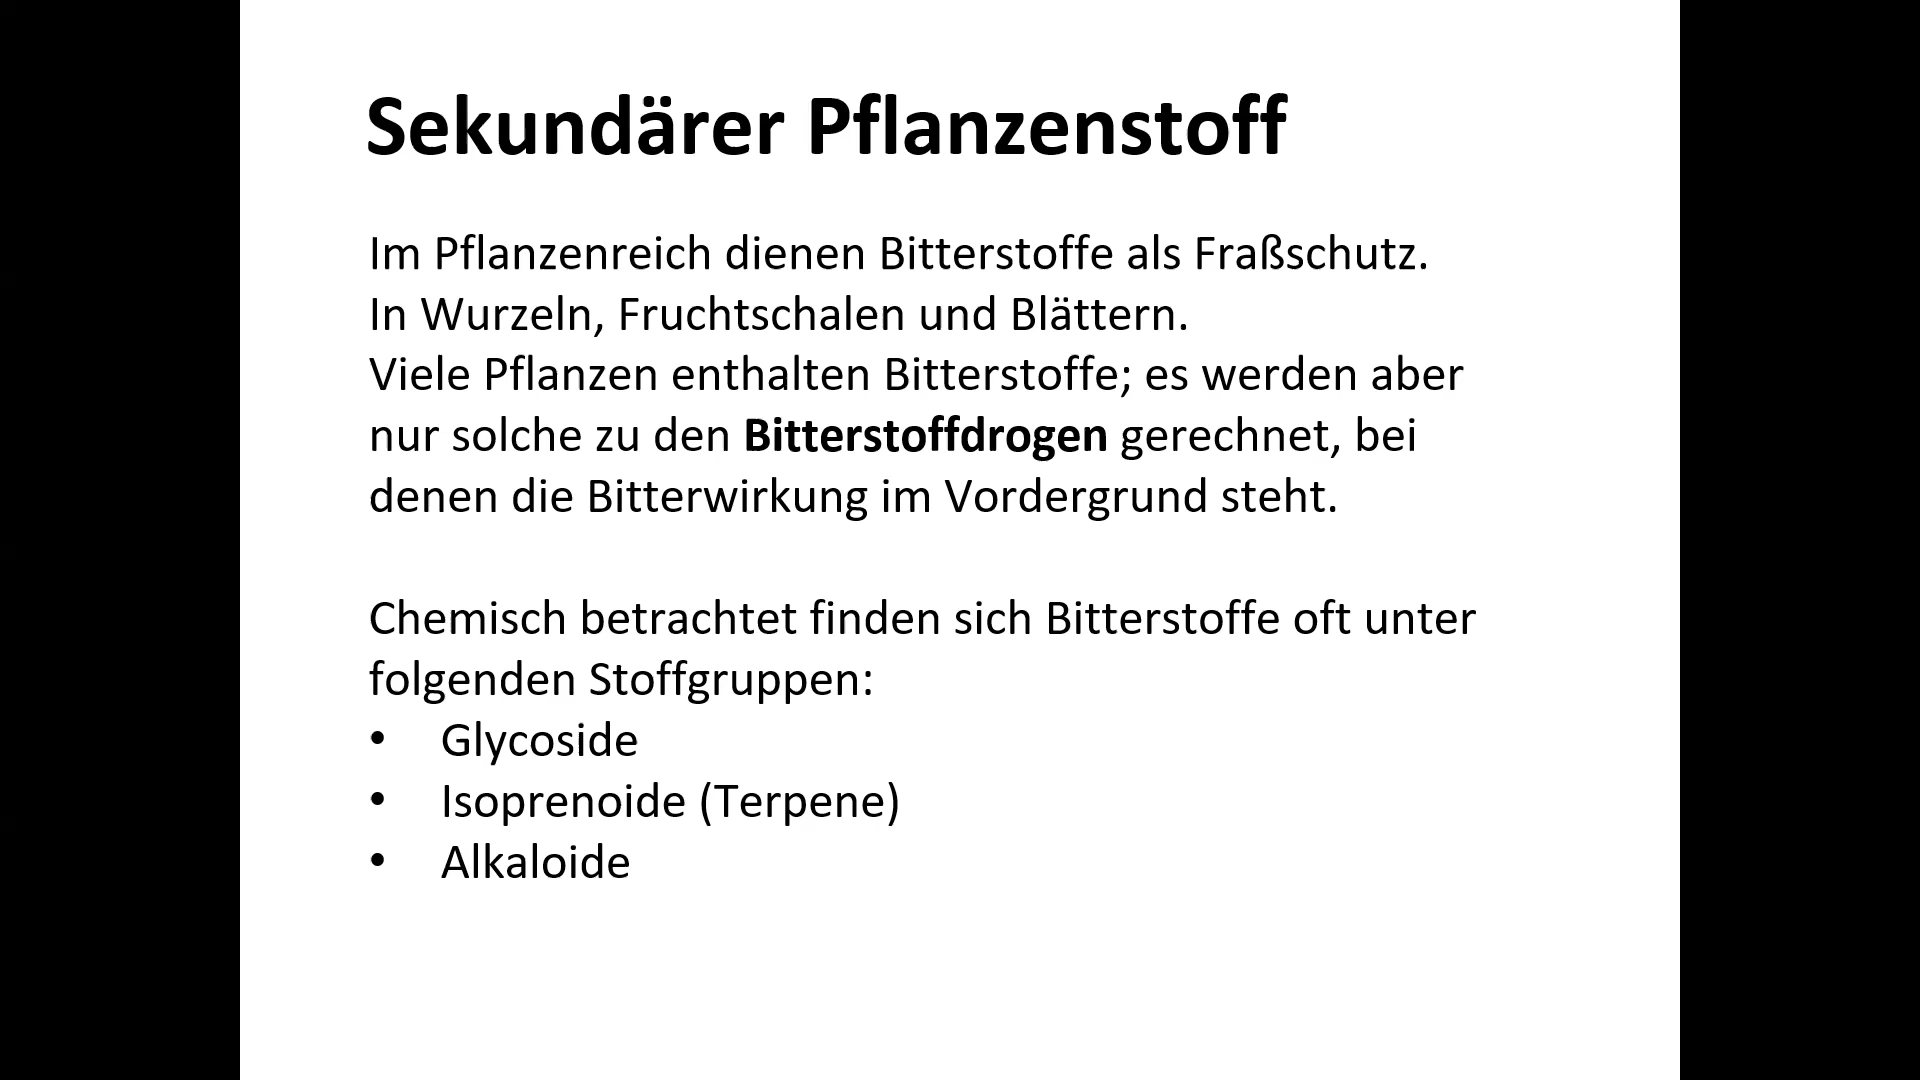 Sekundärer Pflanzenstoff
Im Pflanzenreich dienen Bitterstoffe als Fraßschutz.
In Wurzeln, Fruchtschalen und Blättern.
Viele Pflanzen enthalten Bitterstoffe; es werden aber
nur solche zu den Bitterstoffdrogen gerechnet, bei
denen die Bitterwirkung im Vordergrund steht.
Chemisch betrachtet finden sich Bitterstoffe oft unter
folgenden Stoffgruppen:
• Glycoside
• Isoprenoide (Terpene)
• Alkaloide